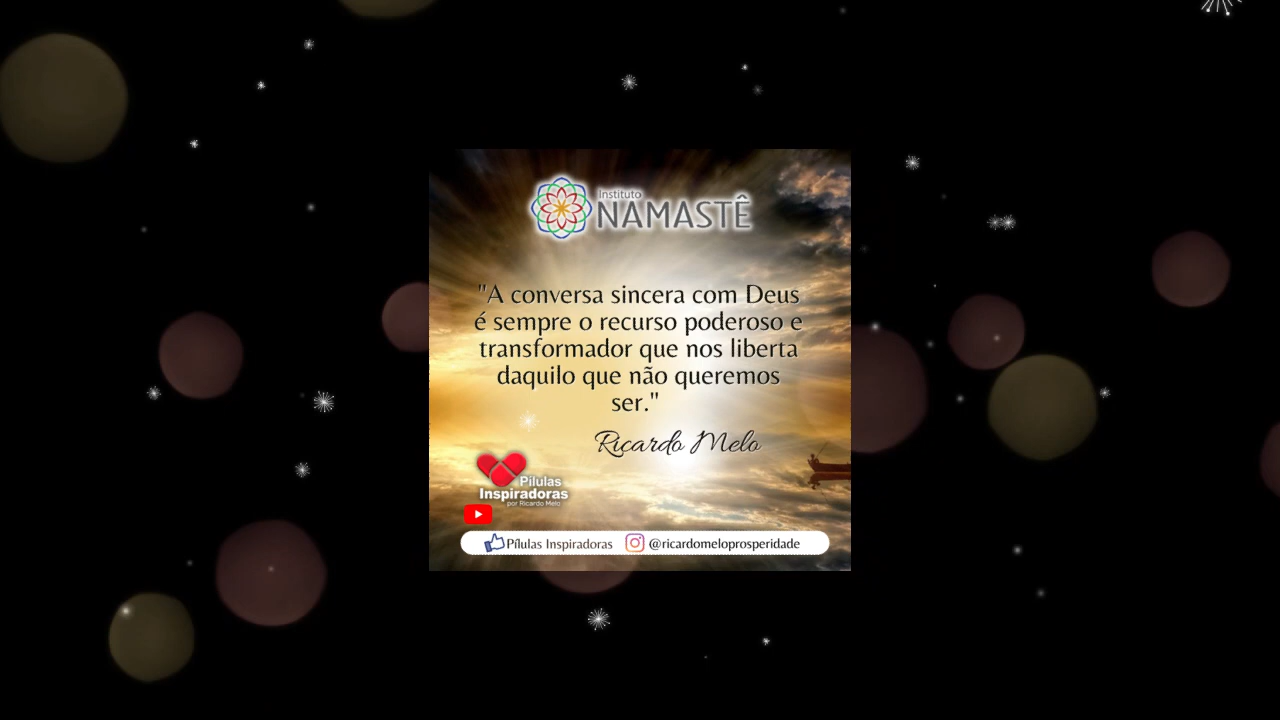 Instituto
NAMASTÊ
"A conversa sincera com Deus
é sempre o recurso poderoso e
transformador que nos liberta
daquilo que não queremos
ser."
Ricardo Melo
Pílulas
Inspiradoras
por Ricardo Melo
Pílulas Inspiradoras @ricardomeloprosperidade